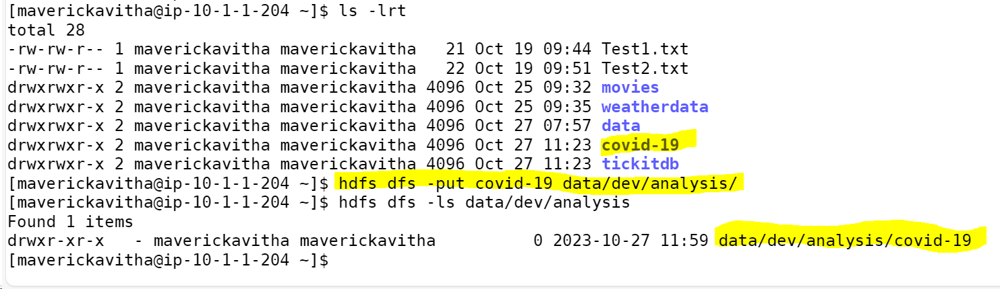 [maverickavitha@ip-10-1-1-204 ~]$ ls -lrt
total 28
-rw-rw-r-- 1 maverickavitha maverickavitha   21 Oct 19 09:44 Test1.txt
-rw-rw-r-- 1 maverickavitha maverickavitha   22 Oct 19 09:51 Test2.txt
drwxrwxr-x 2 maverickavitha maverickavitha 4096 Oct 25 09:32 movies
drwxrwxr-x 2 maverickavitha maverickavitha 4096 Oct 25 09:35 weatherdata
drwxrwxr-x 2 maverickavitha maverickavitha 4096 Oct 27 07:57 data
drwxrwxr-x 2 maverickavitha maverickavitha 4096 Oct 27 11:23 covid-19
drwxrwxr-x 2 maverickavitha maverickavitha 4096 Oct 27 11:23 tickitdb
[maverickavitha@ip-10-1-1-204 ~]$ hdfs dfs -put covid-19 data/dev/analysis/
[maverickavitha@ip-10-1-1-204 ~]$ hdfs dfs -ls data/dev/analysis
Found 1 items
drwxr-xr-x   - maverickavitha maverickavitha          0 2023-10-27 11:59 data/dev/analysis/covid-19
[maverickavitha@ip-10-1-1-204 ~]$